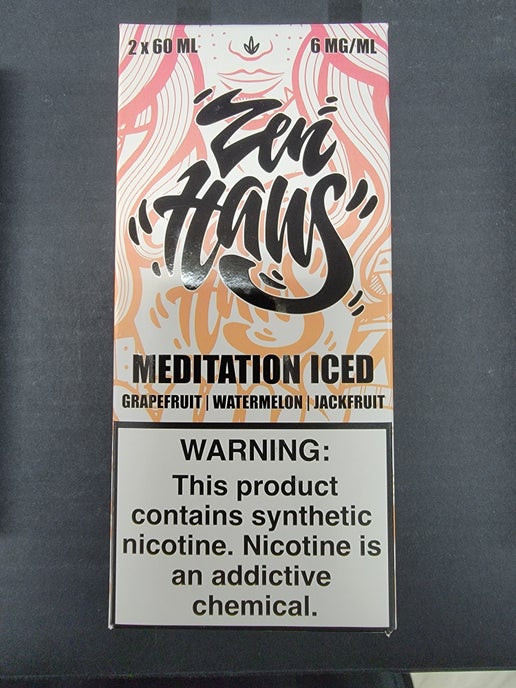 2 x 60 ML 6 MG/ML
Zen
Haus
MEDITATION ICED
GRAPEFRUIT | WATERMELON | JACKFRUIT
WARNING:
This product
contains synthetic
nicotine. Nicotine is
an addictive
chemical.